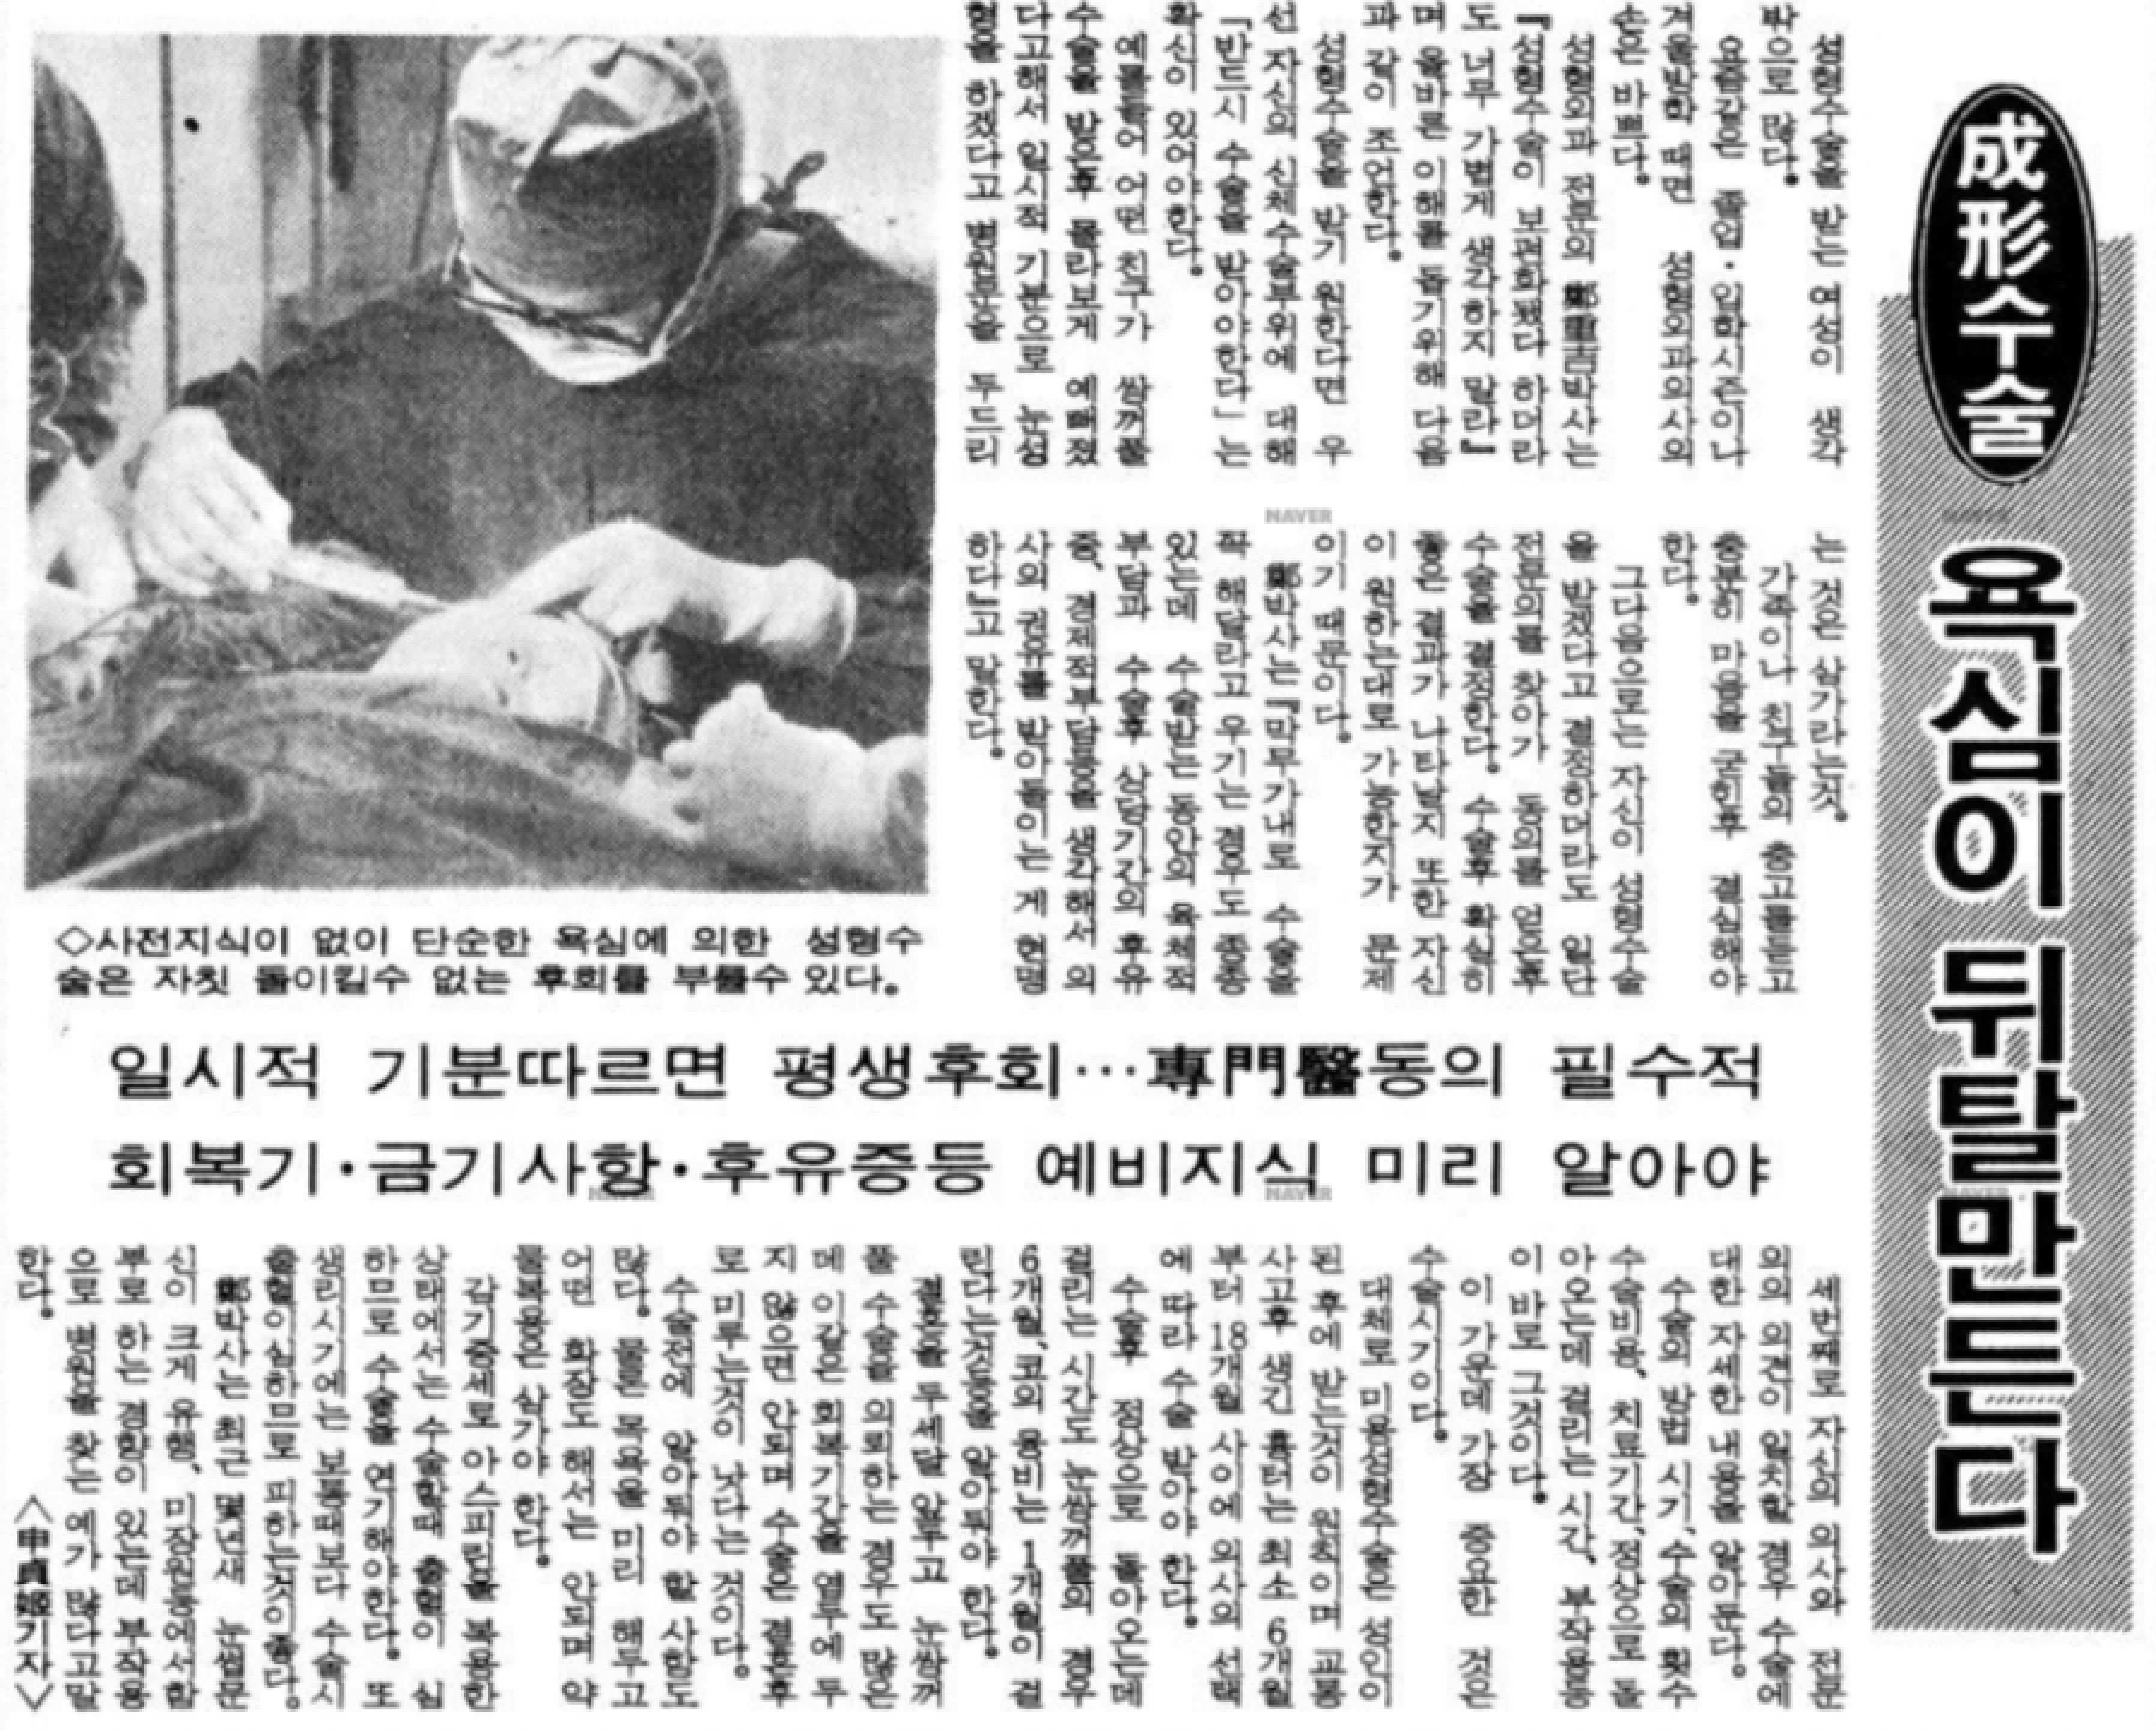 成形수술
욕심이 뒤탈만든다
성형수술을 받는 여성이 생각
밖으로 많다.
요즘같은 졸업·입학시즌이나
겨울방학 때면 성형외과의사의
손은 바쁘다.
성형외과 전문의 鄭重吉박사는
『성형수술이 보편화됐다 하더라
도 너무 가볍게 생각하지 말라』
며 올바른 이해를 돕기위해 다음
과 같이 조언한다.
성형수술을 받기 원한다면 우
선 자신의 신체수술부위에 대해
「반드시 수술을 받아야한다」는
확신이 있어야한다.
예를들어 어떤 친구가 쌍꺼풀
수술을 받은후 몰라보게 예뻐졌
다고해서 일시적 기분으로 눈성
형을 하겠다고 병원문을 두드리
는 것은 삼가라는것.
가족이나 친구들의 충고를듣고
충분히 마음을 굳힌후 결심해야
한다.
그다음으로는 자신이 성형수술
을 받겠다고 결정하더라도 일단
전문의를 찾아가 동의를 얻은후
수술을 결정한다. 수술후 확실히
좋은 결과가 나타날지 또한 자신
이 원하는대로 가능한지가 문제
이기 때문이다.
鄭박사는『막무가내로 수술을
꼭 해달라고 우기는 경우도 종종
있는데 수술받는 동안의 육체적
부담과 수술후 상당기간의 후유
증, 경제적부담등을 생각해서 의
사의 권유를 받아들이는 게 현명
하다』고 말한다.
◇사전지식이 없이 단순한 욕심에 의한 성형수
술은 자칫 돌이킬수 없는 후회를 부를수 있다.
일시적 기분따르면 평생후회…專門醫동의 필수적
회복기·금기사항·후유증등 예비지식 미리 알아야
세번째로 자신의 의사와 전문
의의 의견이 일치할 경우 수술에
대한 자세한 내용을 알아둔다.
수술의 방법 시기, 수술의 횟수
수술비용, 치료기간, 정상으로 돌
아오는데 걸리는 시간, 부작용등
이 바로 그것이다.
이 가운데 가장 중요한 것은
수술시기이다.
대체로 미용성형수술은 성인이
된 후에 받는것이 원칙이며 교통
사고후 생긴 흉터는 최소 6개월
부터 18개월 사이에 의사의 선택
에 따라 수술 받아야 한다.
수술후 정상으로 돌아오는데
걸리는 시간도 눈쌍꺼풀의 경우
6개월, 코의 융비는 1개월이 걸
린다는것등을 알아둬야 한다.
결혼을 두세달 앞두고 눈쌍꺼
풀 수술을 의뢰하는 경우도 많은
데 이같은 회복기간을 염두에 두
지 않으면 안되며 수술은 결혼후
로 미루는것이 낫다는 것이다.
수술전에 알아둬야 할 사항도
많다. 물론 목욕을 미리 해두고
어떤 화장도 해서는 안되며 약
물복용은 삼가야 한다.
감기증세로 아스피린을 복용한
상태에서는 수술할때 출혈이 심
하므로 수술을 연기해야한다. 또
생리시기에는 보통때보다 수술시
출혈이심하므로 피하는것이좋다.
鄭박사는 최근 몇년새 눈썹문
신이 크게 유행, 미장원등에서함
부로 하는 경향이 있는데 부작용
으로 병원을 찾는 예가 많다고말
한다.
〈申貞姬기자〉
NAVER